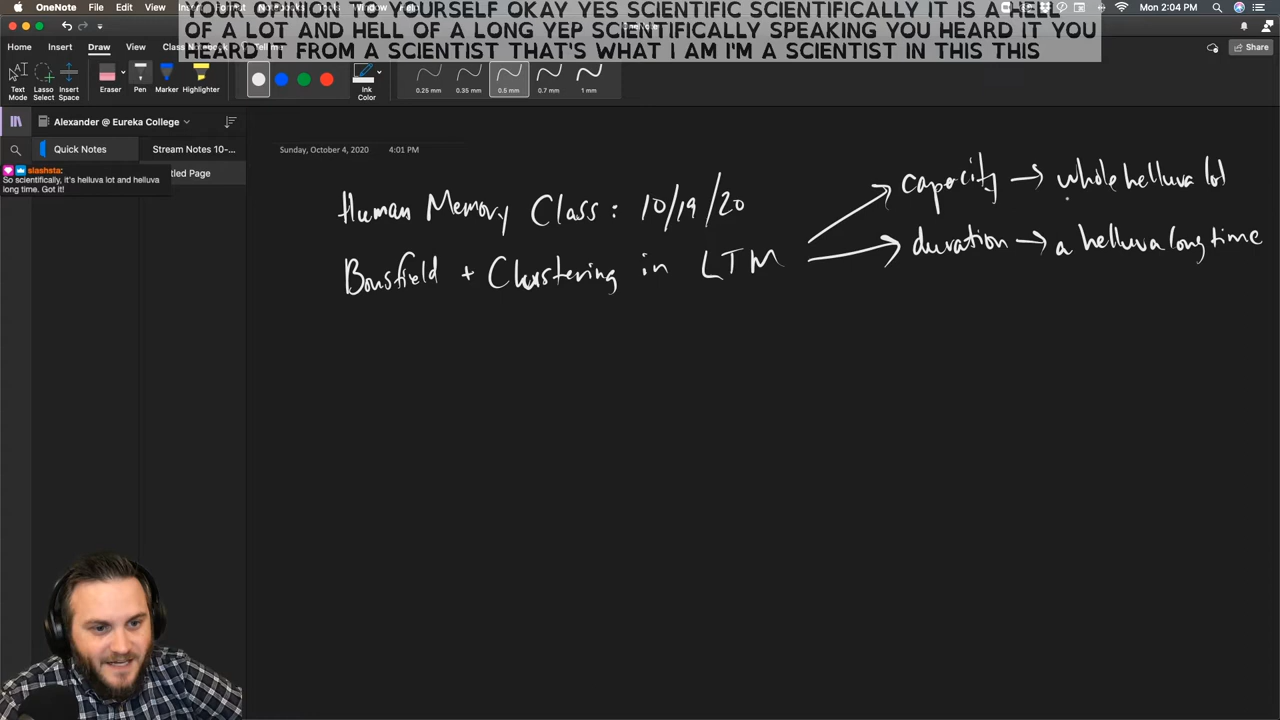 YOUR OPINION TO YOURSELF OKAY YES SCIENTIFIC SCIENTIFICALLY IT IS A HELL
OF A LOT AND HELL OF A LONG YEP SCIENTIFICALLY SPEAKING YOU HEARD IT YOU
HEARD IT FROM A SCIENTIST THAT'S WHAT I AM I'M A SCIENTIST IN THIS THIS
OneNote File Edit View Mon 2:04 PM
Home Insert Draw View Share
Text Mode
Lasso Select
Insert Space
Eraser Pen Marker Highlighter
Ink Color
0.25 mm 0.35 mm 0.5 mm 0.7 mm 1 mm
Alexander @ Eureka College
Quick Notes
Stream Notes 10-...
tled Page
slashsta:
So scientifically, it's helluva lot and helluva
long time. Got it!
Sunday, October 4, 2020 4:01 PM
Human Memory Class: 10/19/20
Bousfield + Clustering in LTM
capacity → whole helluva lot
duration → a helluva long time